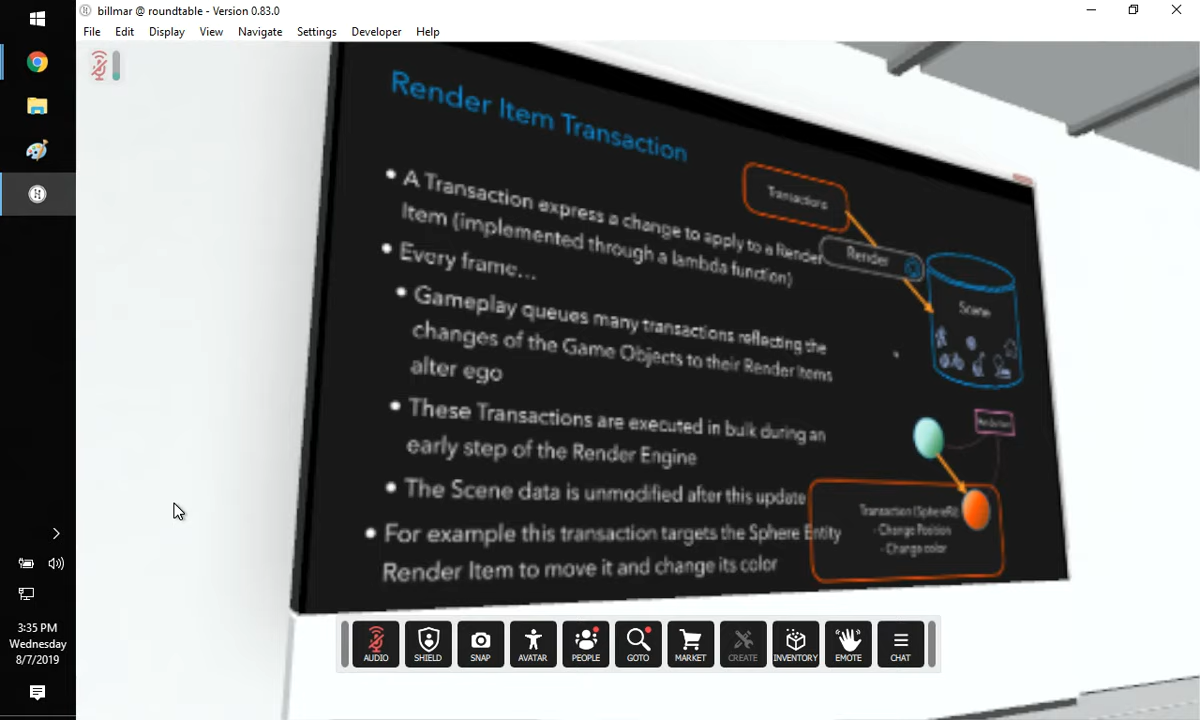 billmar @ roundtable - Version 0.83.0
File Edit Display View Navigate Settings Developer Help
Render Item Transaction
• A Transaction express a change to apply to a Render
Item (implemented through a lambda function)
• Every frame...
• Gameplay queues many transactions reflecting the
changes of the Game Objects to their Render Items
alter ego
• These Transactions are executed in bulk during an
early step of the Render Engine
• The Scene data is unmodified after this update
• For example this transaction targets the Sphere Entity
Render Item to move it and change its color
Transactions
Render
Scene
Transaction (SphereRI)
- Change Position
- Change color
AUDIO SHIELD SNAP AVATAR PEOPLE GOTO MARKET CREATE INVENTORY EMOTE CHAT
3:35 PM
Wednesday
8/7/2019